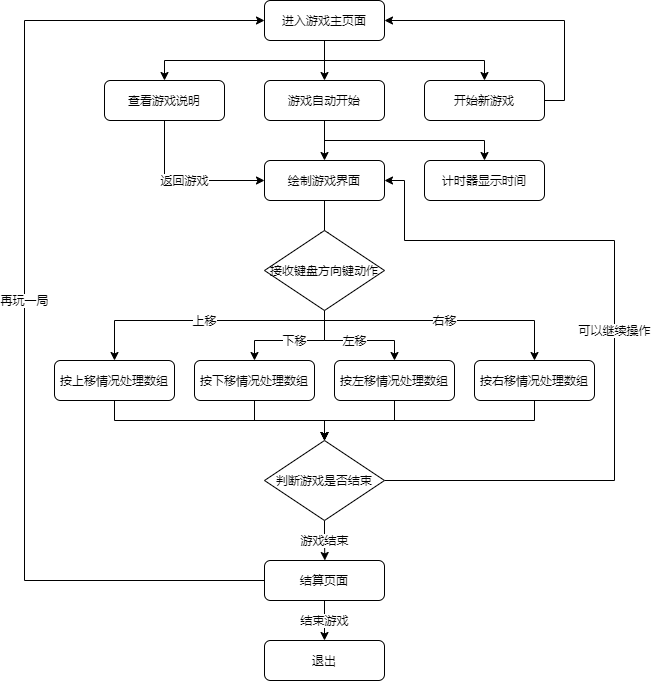 进入游戏主页面
查看游戏说明
游戏自动开始
开始新游戏
返回游戏
绘制游戏界面
计时器显示时间
接收键盘方向键动作
再玩一局
上移
右移
可以继续操作
下移
左移
按上移情况处理数组
按下移情况处理数组
按左移情况处理数组
按右移情况处理数组
判断游戏是否结束
游戏结束
结算页面
结束游戏
退出